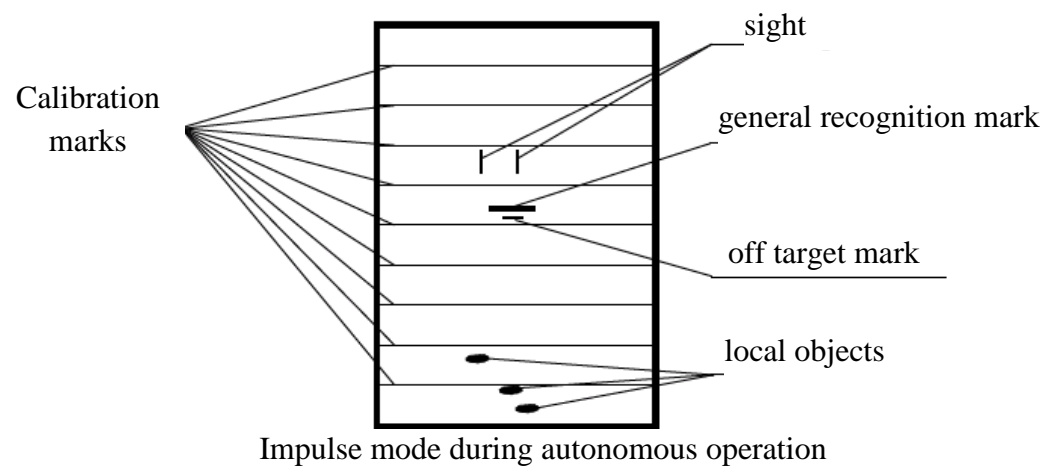 sight
Calibration
marks
general recognition mark
off target mark
local objects
Impulse mode during autonomous operation